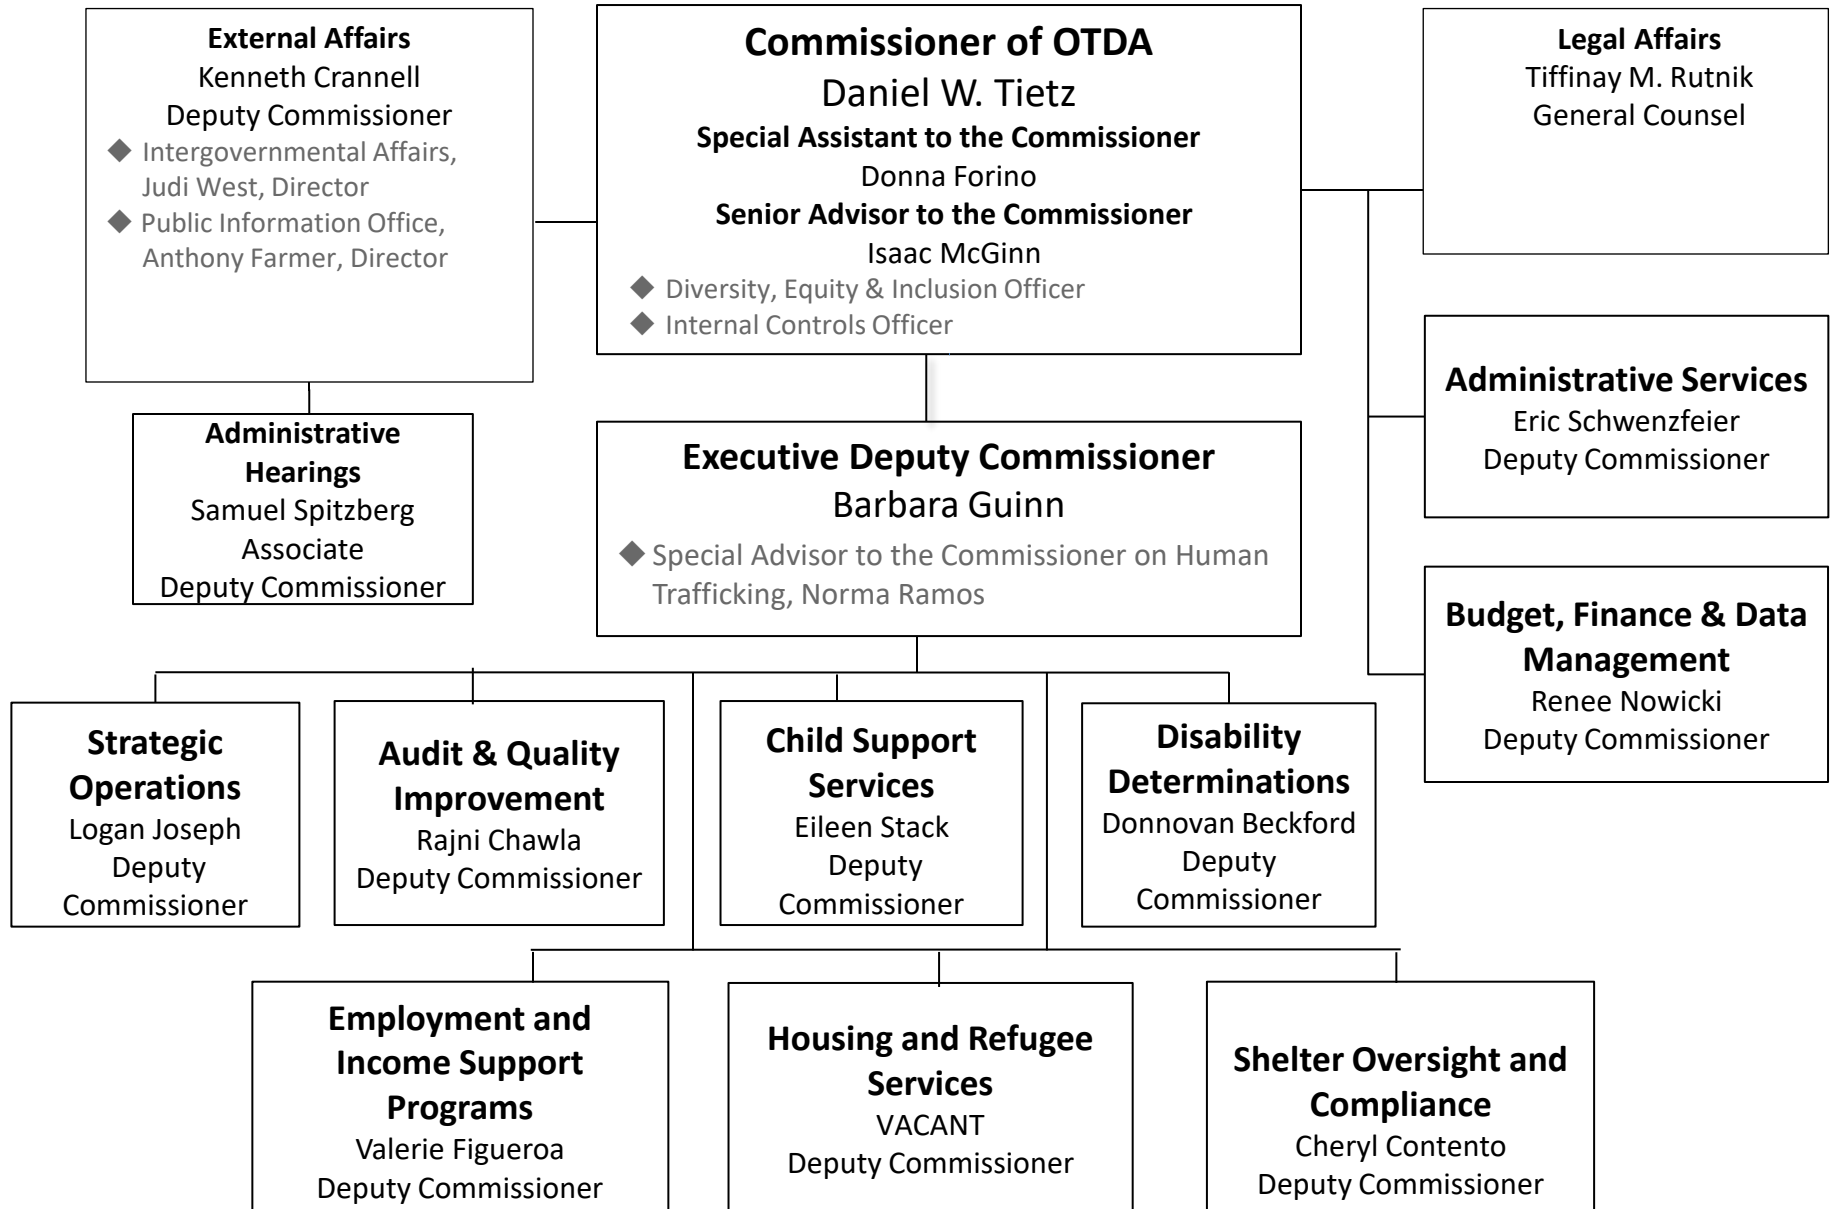 External Affairs
Kenneth Crannell
Deputy Commissioner
◆ Intergovernmental Affairs,
Judi West, Director
◆ Public Information Office,
Anthony Farmer, Director
Commissioner of OTDA
Daniel W. Tietz
Special Assistant to the Commissioner
Donna Forino
Senior Advisor to the Commissioner
Isaac McGinn
◆ Diversity, Equity & Inclusion Officer
◆ Internal Controls Officer
Legal Affairs
Tiffinay M. Rutnik
General Counsel
Administrative Services
Eric Schwenzfeier
Deputy Commissioner
Administrative
Hearings
Samuel Spitzberg
Associate
Deputy Commissioner
Executive Deputy Commissioner
Barbara Guinn
◆ Special Advisor to the Commissioner on Human
Trafficking, Norma Ramos
Budget, Finance & Data
Management
Renee Nowicki
Deputy Commissioner
Strategic
Operations
Logan Joseph
Deputy
Commissioner
Audit & Quality
Improvement
Rajni Chawla
Deputy Commissioner
Child Support
Services
Eileen Stack
Deputy
Commissioner
Disability
Determinations
Donnovan Beckford
Deputy
Commissioner
Employment and
Income Support
Programs
Valerie Figueroa
Deputy Commissioner
Housing and Refugee
Services
VACANT
Deputy Commissioner
Shelter Oversight and
Compliance
Cheryl Contento
Deputy Commissioner